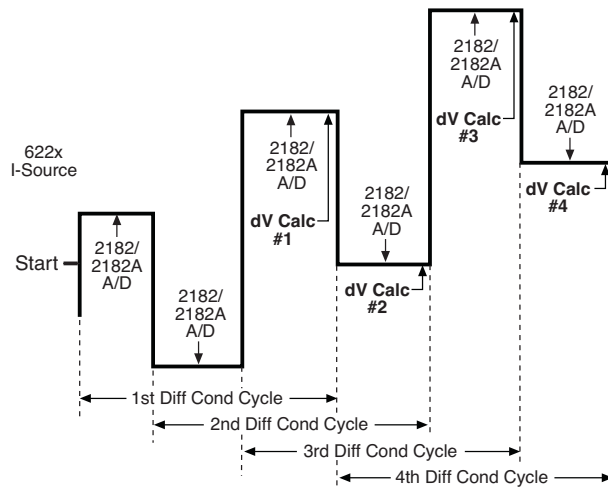 2182/
2182A
A/D
dV Calc
#3
2182/
2182A
A/D
622x
I-Source
2182/
2182A
A/D
dV Calc
#1
2182/
2182A
A/D
dV Calc
#4
Start
2182/
2182A
A/D
dV Calc
#2
2182/
2182A
A/D
1st Diff Cond Cycle
2nd Diff Cond Cycle
3rd Diff Cond Cycle
4th Diff Cond Cycle